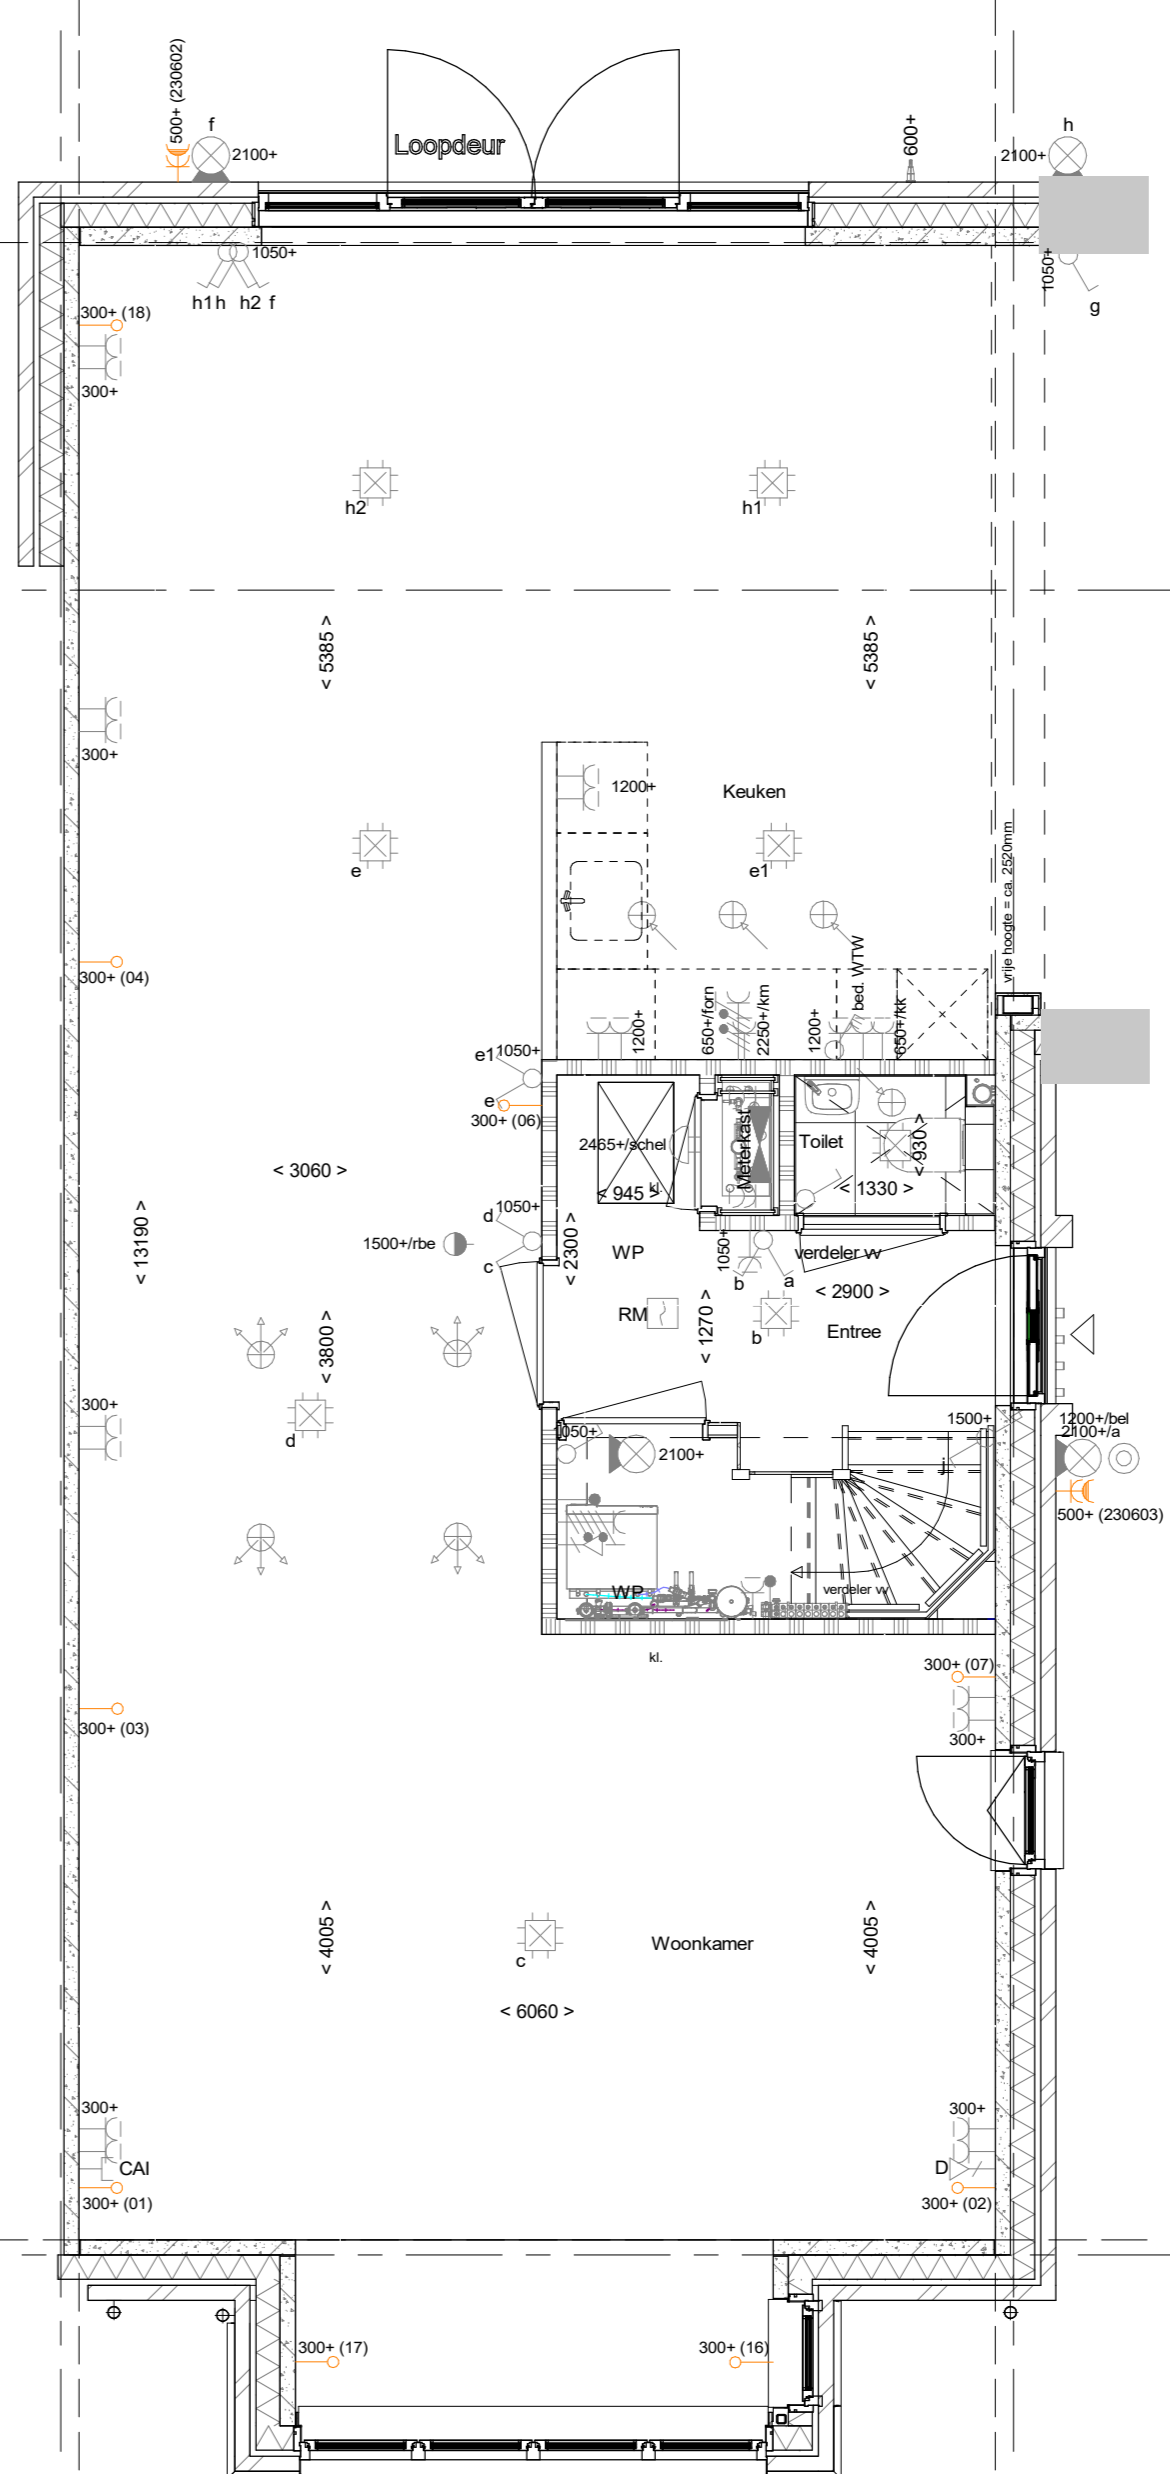 500+ (230602)
f
2100+
Loopdeur
600+
h
2100+
1050+
h1 h h2 f
1050+
g
300+ (18)
300+
h2
h1
< 5385 >
< 5385 >
300+
1200+
Keuken
e
e1
vrije hoogte = ca. 2520mm
300+ (04)
bed. WTW
1200+
650+/forn
2250+/km
1200+
650+/kk
e1
1050+
e
300+ (06)
2465+/schel
kl.
Meterkast
Toilet
< 930 >
< 3060 >
< 945 >
< 1330 >
1050+
d
1500+/rbe
c
< 13190 >
< 2300 >
WP
1050+
verdeler vv
b
a
< 2900 >
RM
< 1270 >
b
Entree
< 3800 >
300+
d
1050+
2100+
1500+
1200+/bel
2100+/a
j
500+ (230603)
WP
verdeler vv
kl.
300+ (07)
300+ (03)
300+
< 4005 >
< 4005 >
Woonkamer
c
< 6060 >
300+
300+
CAI
D
300+ (01)
300+ (02)
300+ (17)
300+ (16)